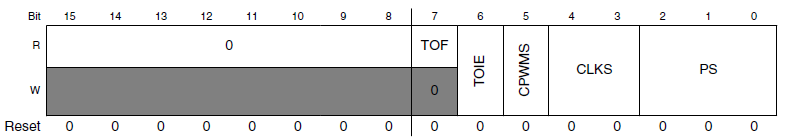 Bit 15 14 13 12 11 10 9 8 7 6 5 4 3 2 1 0
R 0 TOF TOIE CPWMS CLKS PS
W 0
Reset 0 0 0 0 0 0 0 0 0 0 0 0 0 0 0 0